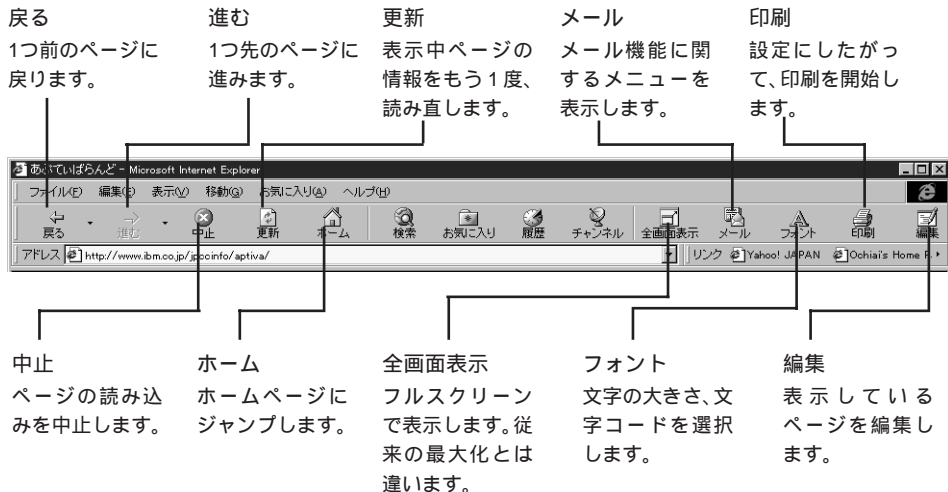 戻る
1つ前のページに
戻ります。
進む
1つ先のページに
進みます。
更新
表示中ページの
情報をもう1度、
読み直します。
メール
メール機能に関
するメニューを
表示します。
印刷
設定にしたがっ
て、印刷を開始し
ます。
あぷてぃばらんど - Microsoft Internet Explorer
ファイル(F) 編集(E) 表示(V) 移動(G) お気に入り(A) ヘルプ(H)
戻る 進む 中止 更新 ホーム 検索 お気に入り 履歴 チャンネル 全画面表示 メール フォント 印刷 編集
アドレス http://www.ibm.co.jp/jpccinfo/aptiva/ リンク Yahoo! JAPAN Ochiai's Home
中止
ページの読み込
みを中止します。
ホーム
ホームページに
ジャンプします。
全画面表示
フルスクリーン
で表示します。従
来の最大化とは
違います。
フォント
文字の大きさ、文
字コードを選択
します。
編集
表示している
ページを編集し
ます。